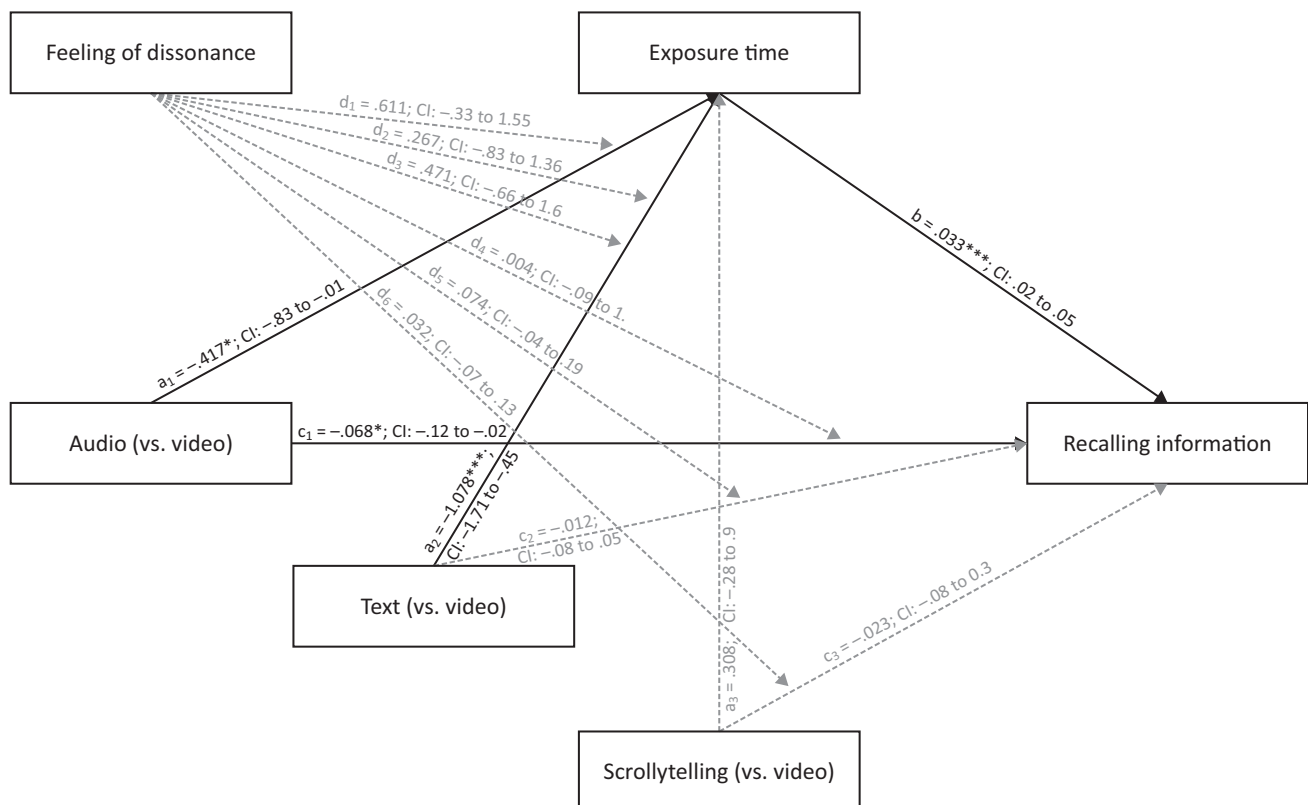 Feeling of dissonance
Exposure time
d₁ = .611; CI: –.33 to 1.55
d₂ = .267; CI: –.83 to 1.36
d₃ = .471; CI: –.66 to 1.6
d₄ = .004; CI: –.09 to 1.
d₅ = .074; CI: –.04 to .19
d₆ = .032; CI: –.07 to .13
b = .033***; CI: .02 to .05
a₁ = –.417*; CI: –.83 to –.01
Audio (vs. video)
c₁ = –.068*; CI: –.12 to –.02
Recalling information
a₂ = –1.078***;
CI: –1.71 to –.45
c₂ = –.012;
CI: –.08 to .05
Text (vs. video)
a₃ = .308; CI: –.28 to .9
c₃ = –.023; CI: –.08 to 0.3
Scrollytelling (vs. video)